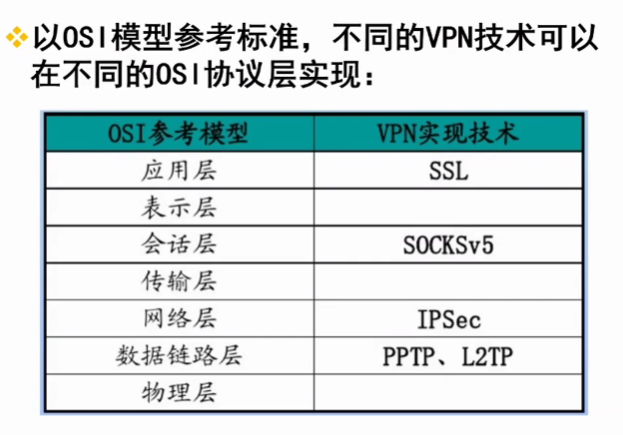 以OSI模型参考标准，不同的VPN技术可以
在不同的OSI协议层实现：
OSI参考模型 VPN实现技术
应用层 SSL
表示层
会话层 SOCKSv5
传输层
网络层 IPSec
数据链路层 PPTP、L2TP
物理层